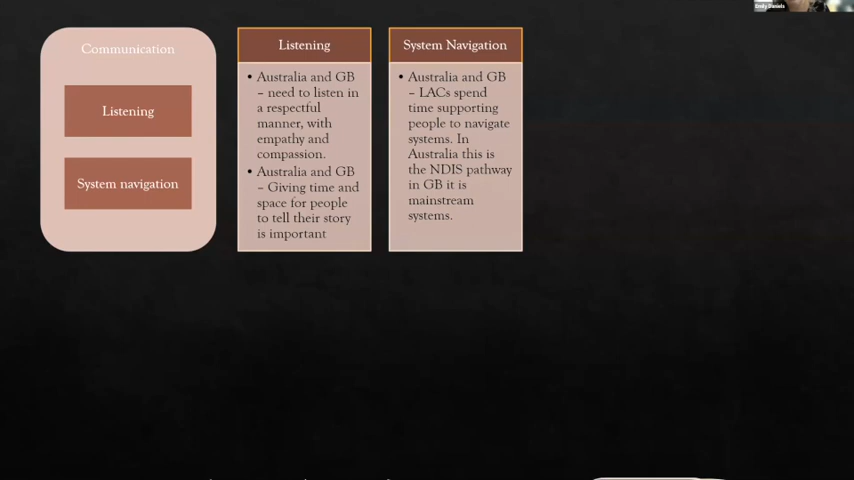 Emily Daniels
Communication
Listening
System navigation
Listening
• Australia and GB
– need to listen in
a respectful
manner, with
empathy and
compassion.
• Australia and GB
– Giving time and
space for people
to tell their story
is important
System Navigation
• Australia and GB
– LACs spend
time supporting
people to navigate
systems. In
Australia this is
the NDIS pathway
in GB it is
mainstream
systems.